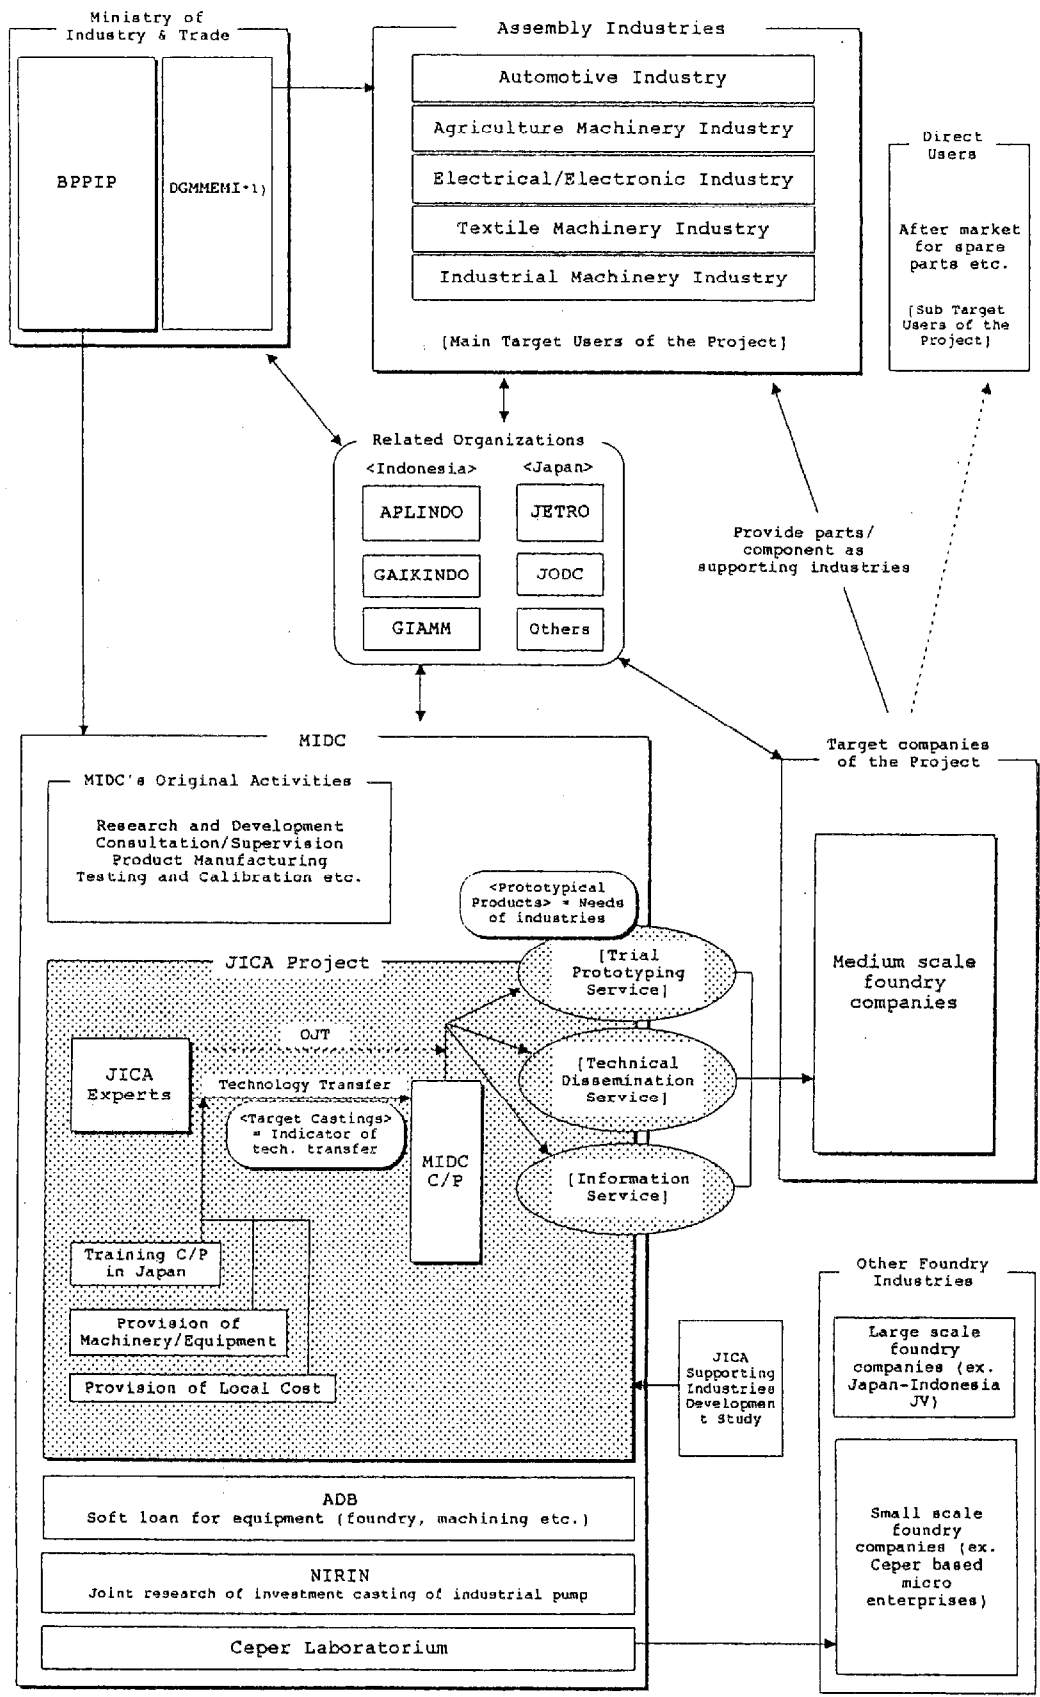 Ministry of
Industry & Trade
BPPIP
DGMMEMI*1)
Assembly Industries
Automotive Industry
Agriculture Machinery Industry
Electrical/Electronic Industry
Textile Machinery Industry
Industrial Machinery Industry
[Main Target Users of the Project]
Direct
Users
After market
for spare
parts etc.
[Sub Target
Users of the
Project]
Related Organizations
<Indonesia>
<Japan>
APLINDO
JETRO
GAIKINDO
JODC
GIAMM
Others
Provide parts/
component as
supporting industries
MIDC
MIDC's Original Activities
Research and Development
Consultation/Supervision
Product Manufacturing
Testing and Calibration etc.
Target companies
of the Project
Medium scale
foundry
companies
<Prototypical
Products> = Needs
of industries
JICA Project
[Trial
Prototyping
Service]
OJT
JICA
Experts
[Technical
Dissemination
Service]
Technology Transfer
<Target Castings>
= Indicator of
tech. transfer
MIDC
C/P
[Information
Service]
Training C/P
in Japan
Provision of
Machinery/Equipment
Provision of Local Cost
JICA
Supporting
Industries
Developmen
t Study
Other Foundry
Industries
Large scale
foundry
companies (ex.
Japan-Indonesia
JV)
Small scale
foundry
companies (ex.
Ceper based
micro
enterprises)
ADB
Soft loan for equipment (foundry, machining etc.)
NIRIN
Joint research of investment casting of industrial pump
Ceper Laboratorium